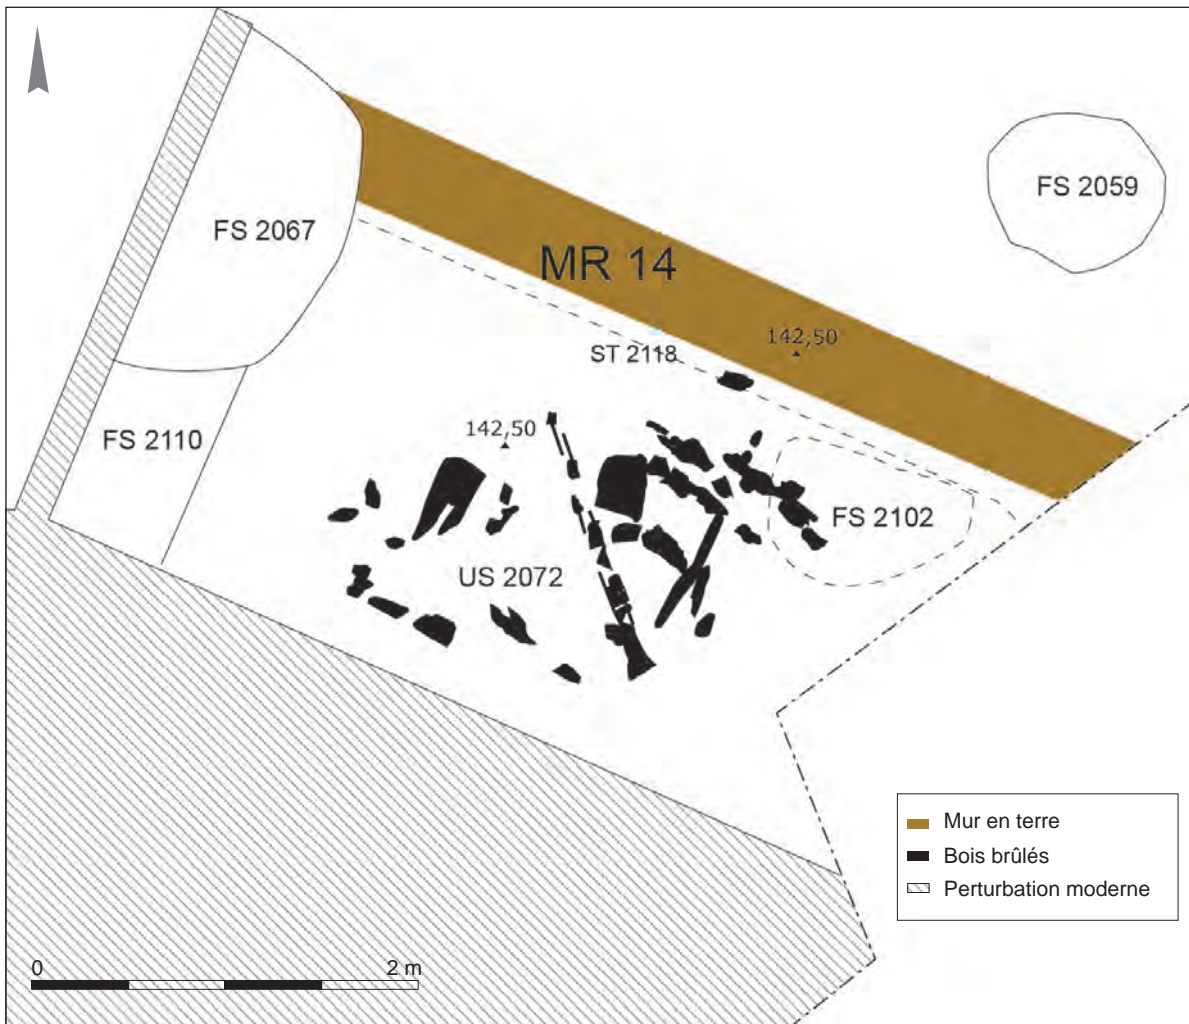 FS 2059
FS 2067
MR 14
142,50
ST 2118
142,50
FS 2110
FS 2102
US 2072
Mur en terre
Bois brûlés
Perturbation moderne
0 2 m